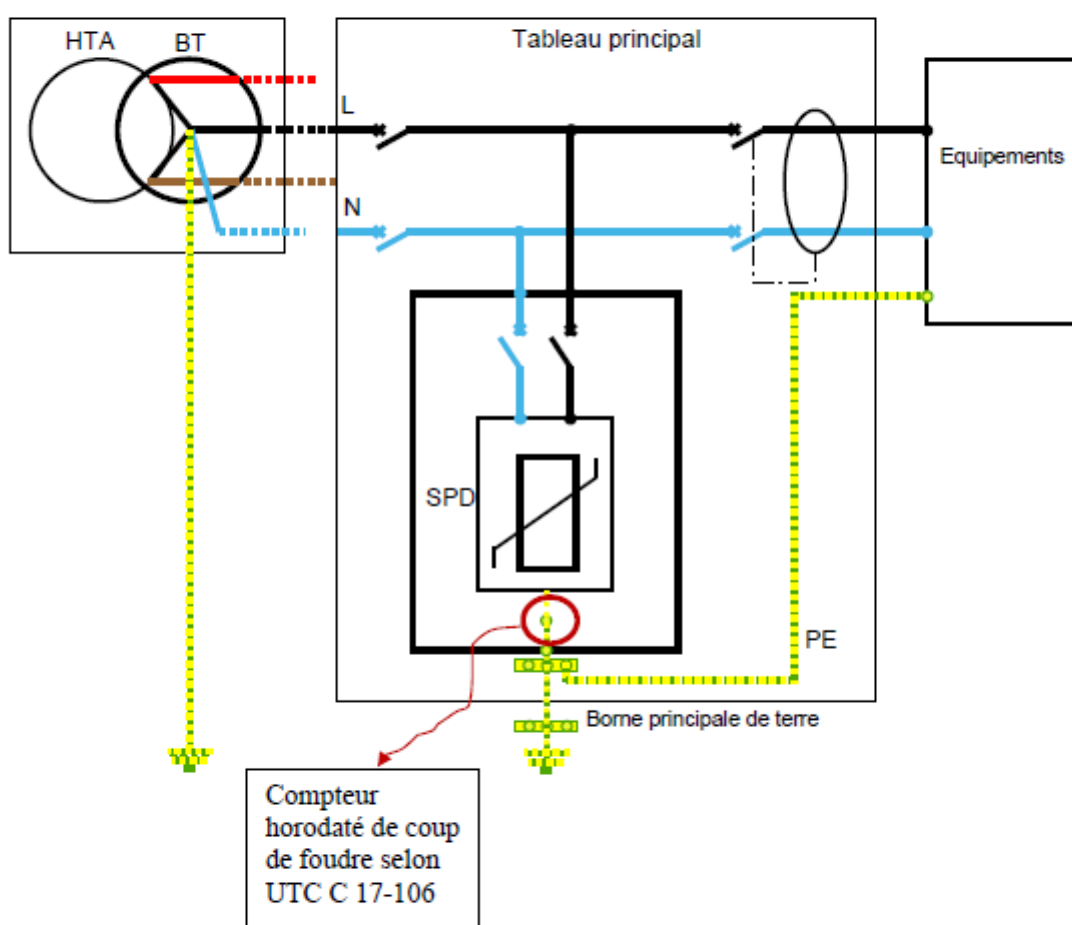 HTA BT
Tableau principal
L
Equipements
N
SPD
PE
Borne principale de terre
Compteur
horodaté de coup
de foudre selon
UTC C 17-106